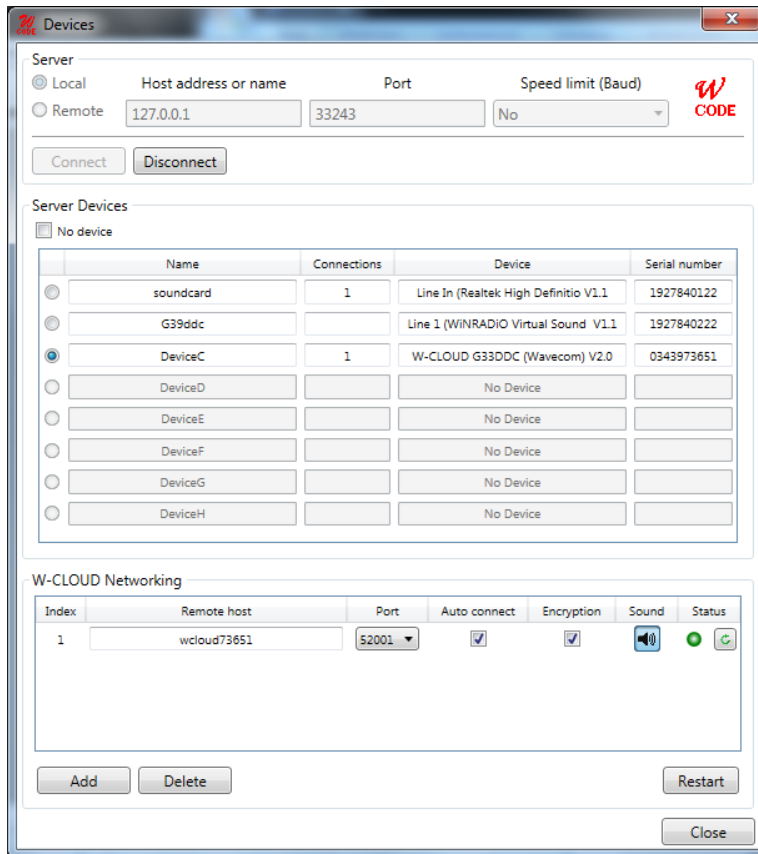 W CODE Devices
Server
Local Host address or name Port Speed limit (Baud)
Remote 127.0.0.1 33243 No
W
CODE
Connect Disconnect
Server Devices
No device
Name Connections Device Serial number
soundcard 1 Line In (Realtek High Definitio V1.1 1927840122
G39ddc Line 1 (WiNRADiO Virtual Sound V1.1 1927840222
DeviceC 1 W-CLOUD G33DDC (Wavecom) V2.0 0343973651
DeviceD No Device
DeviceE No Device
DeviceF No Device
DeviceG No Device
DeviceH No Device
W-CLOUD Networking
Index Remote host Port Auto connect Encryption Sound Status
1 wcloud73651 52001
Add Delete Restart
Close